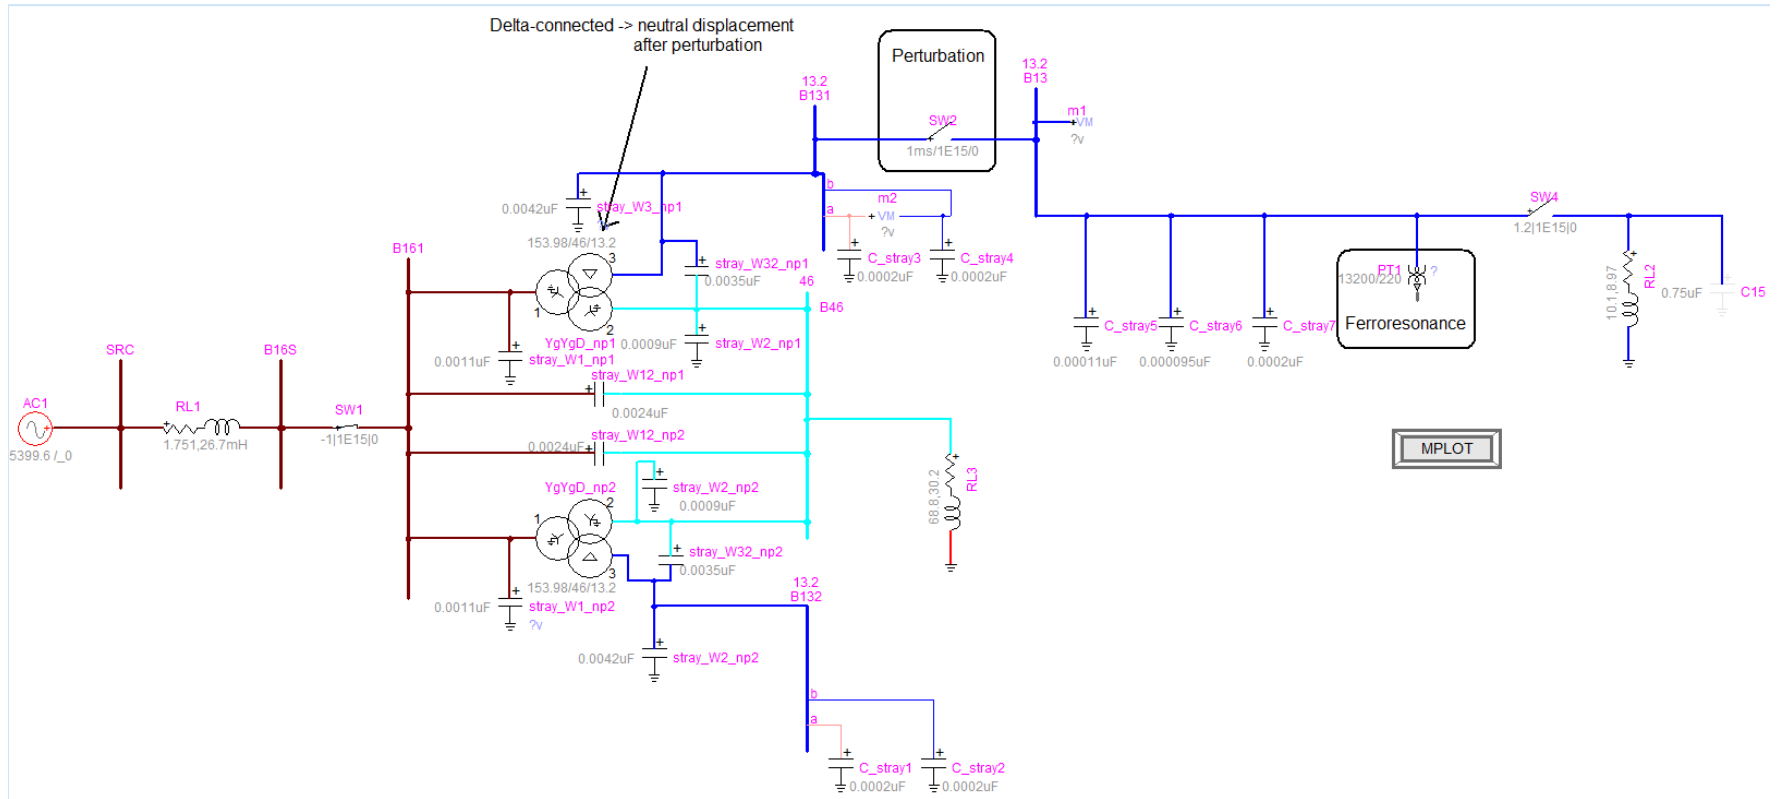 Delta-connected -> neutral displacement
after perturbation
Perturbation
13.2
B131
13.2
B13
m1
+VM
?v
SW2
1ms/1E15/0
+
0.0042uF
stray_W3_np1
b
a
m2
+ VM
?v
SW4
1.2|1E15|0
153.98/46/13.2
3
1
2
YgYgD_np1
+
stray_W32_np1
0.0035uF
+
C_stray3
0.0002uF
+
C_stray4
0.0002uF
B161
46
B46
+
0.0009uF
stray_W2_np1
+
0.0011uF
stray_W1_np1
PT1
?
13200/220
Ferroresonance
+
C_stray5
0.00011uF
+
C_stray6
0.000095uF
+
C_stray7
0.0002uF
+
RL2
10.1,8.97
+
0.75uF
C15
SRC
B16S
+
stray_W12_np1
0.0024uF
AC1
+
5399.6 /_0
RL1
+
1.751,26.7mH
SW1
+
-1|1E15|0
stray_W12_np2
+
0.0024uF
MPLOT
+
RL3
68.8,30.2
YgYgD_np2
2
1
3
153.98/46/13.2
+
stray_W2_np2
0.0009uF
+
stray_W32_np2
0.0035uF
+
0.0011uF
stray_W1_np2
?v
13.2
B132
+
0.0042uF
stray_W2_np2
b
a
+
C_stray1
0.0002uF
+
C_stray2
0.0002uF